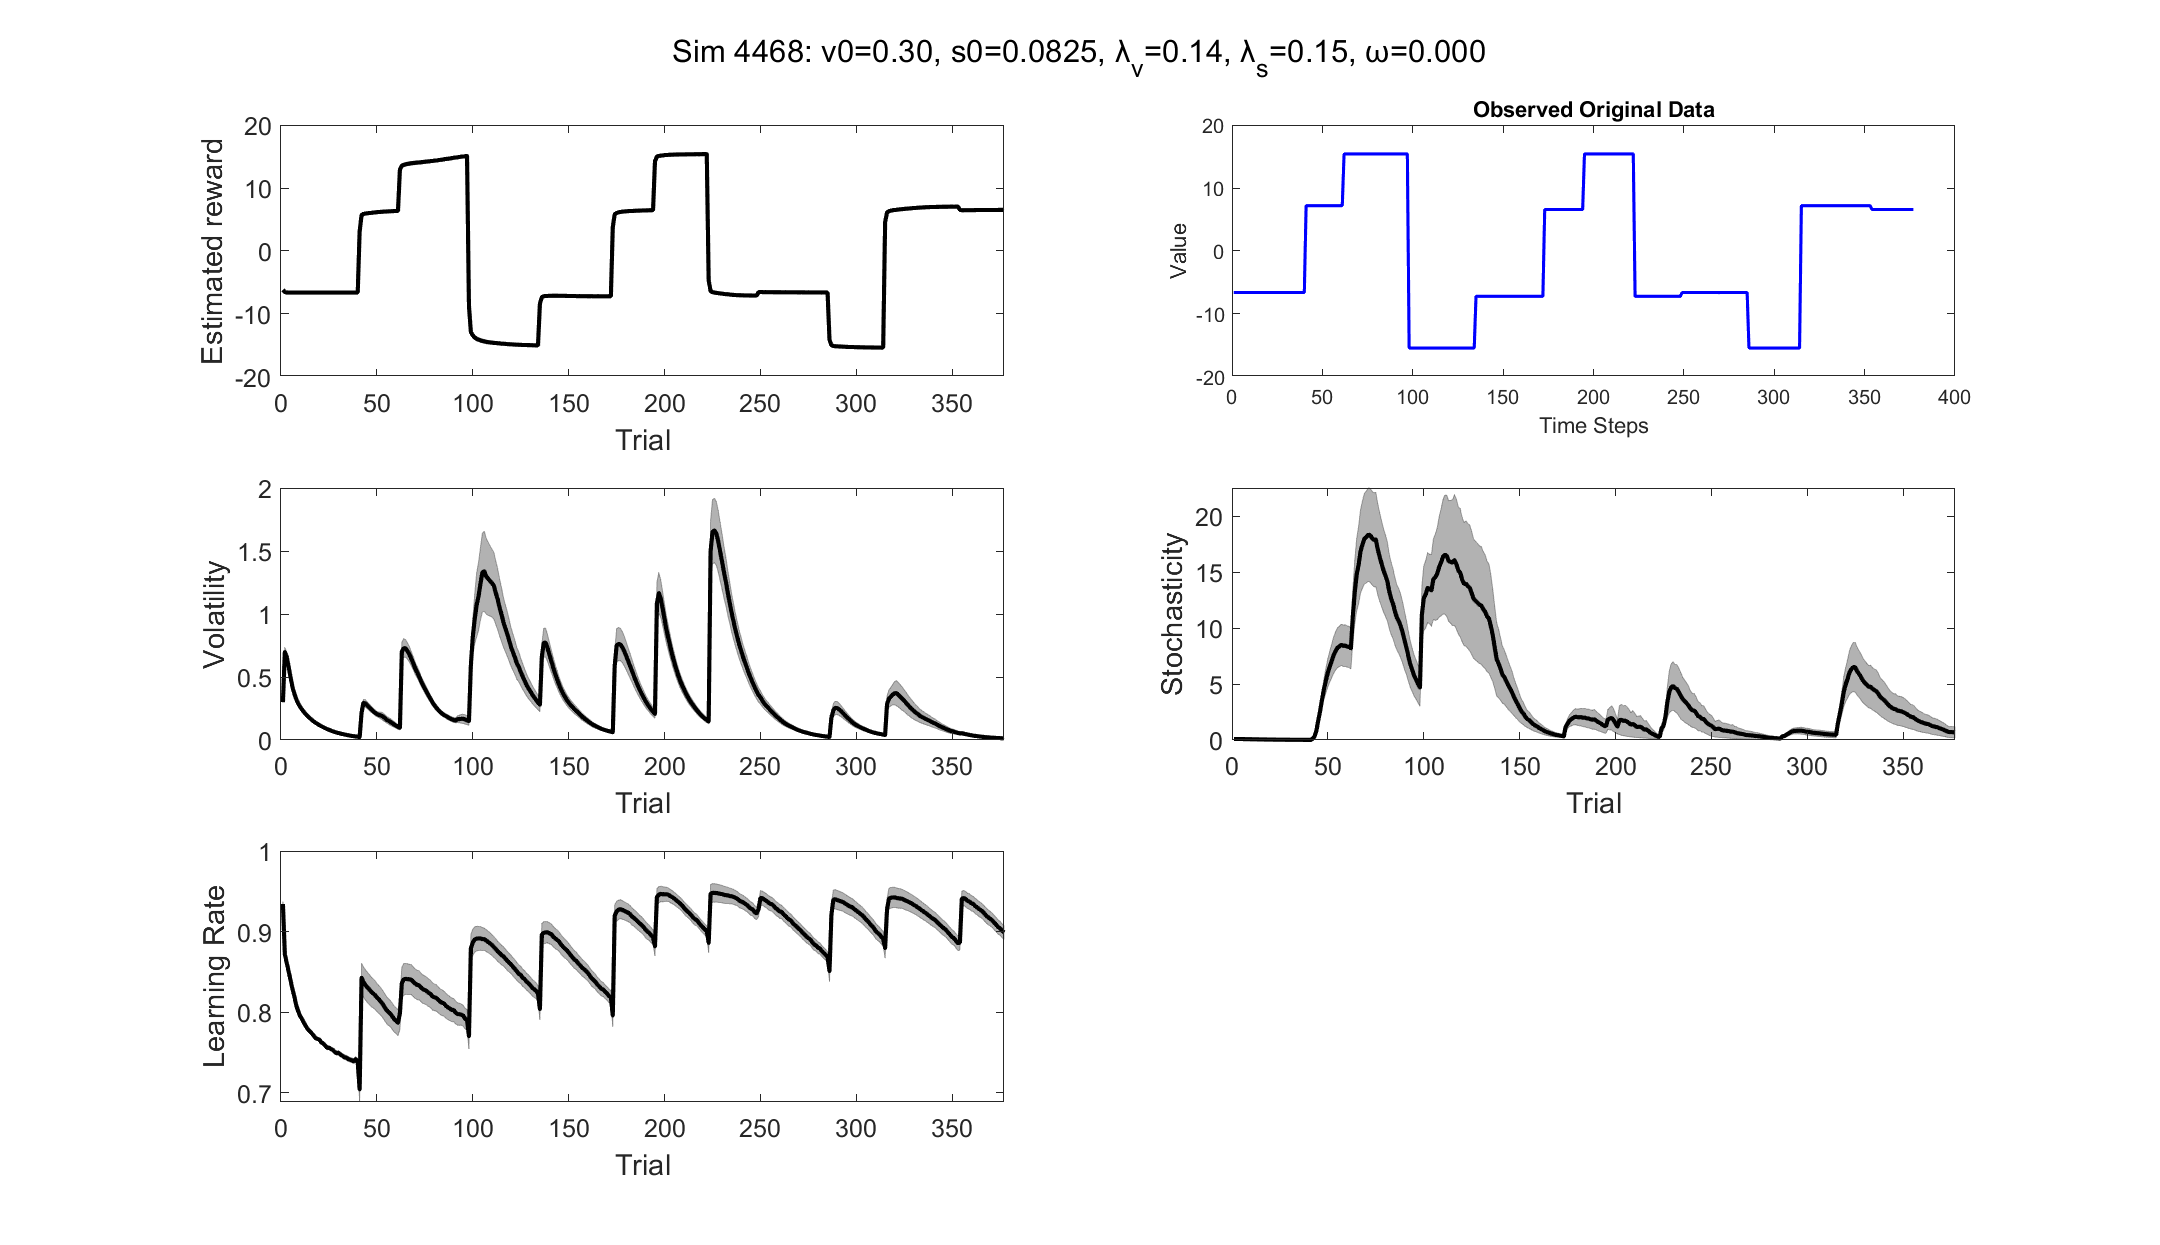 Sim 4468: v0=0.30, s0=0.0825, λ_v=0.14, λ_s=0.15, ω=0.000
Estimated reward
20
10
0
-10
-20
0 50 100 150 200 250 300 350
Trial
Observed Original Data
Value
20
10
0
-10
-20
0 50 100 150 200 250 300 350 400
Time Steps
Volatility
2
1.5
1
0.5
0
0 50 100 150 200 250 300 350
Trial
Stochasticity
20
15
10
5
0
0 50 100 150 200 250 300 350
Trial
Learning Rate
1
0.9
0.8
0.7
0 50 100 150 200 250 300 350
Trial